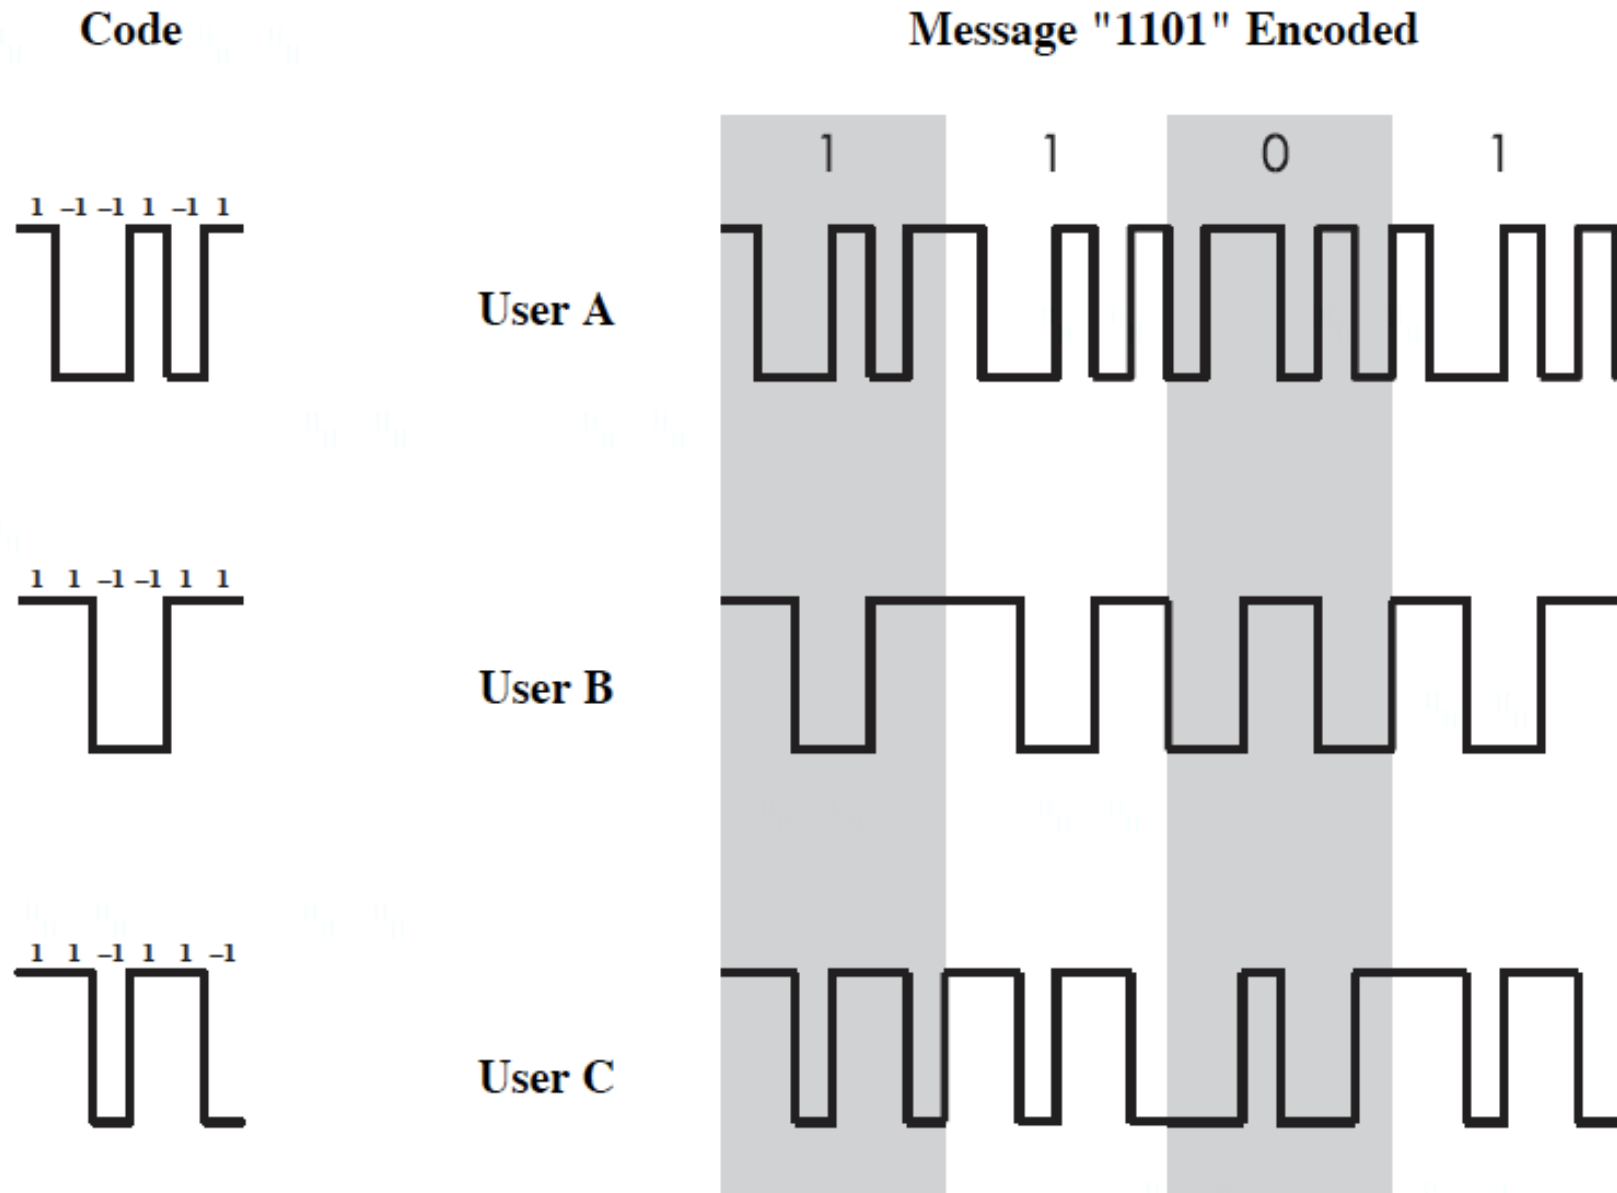 Code
Message "1101" Encoded
1 1 0 1
1 –1 –1 1 –1 1
User A
1 1 –1 –1 1 1
User B
1 1 –1 1 1 –1
User C